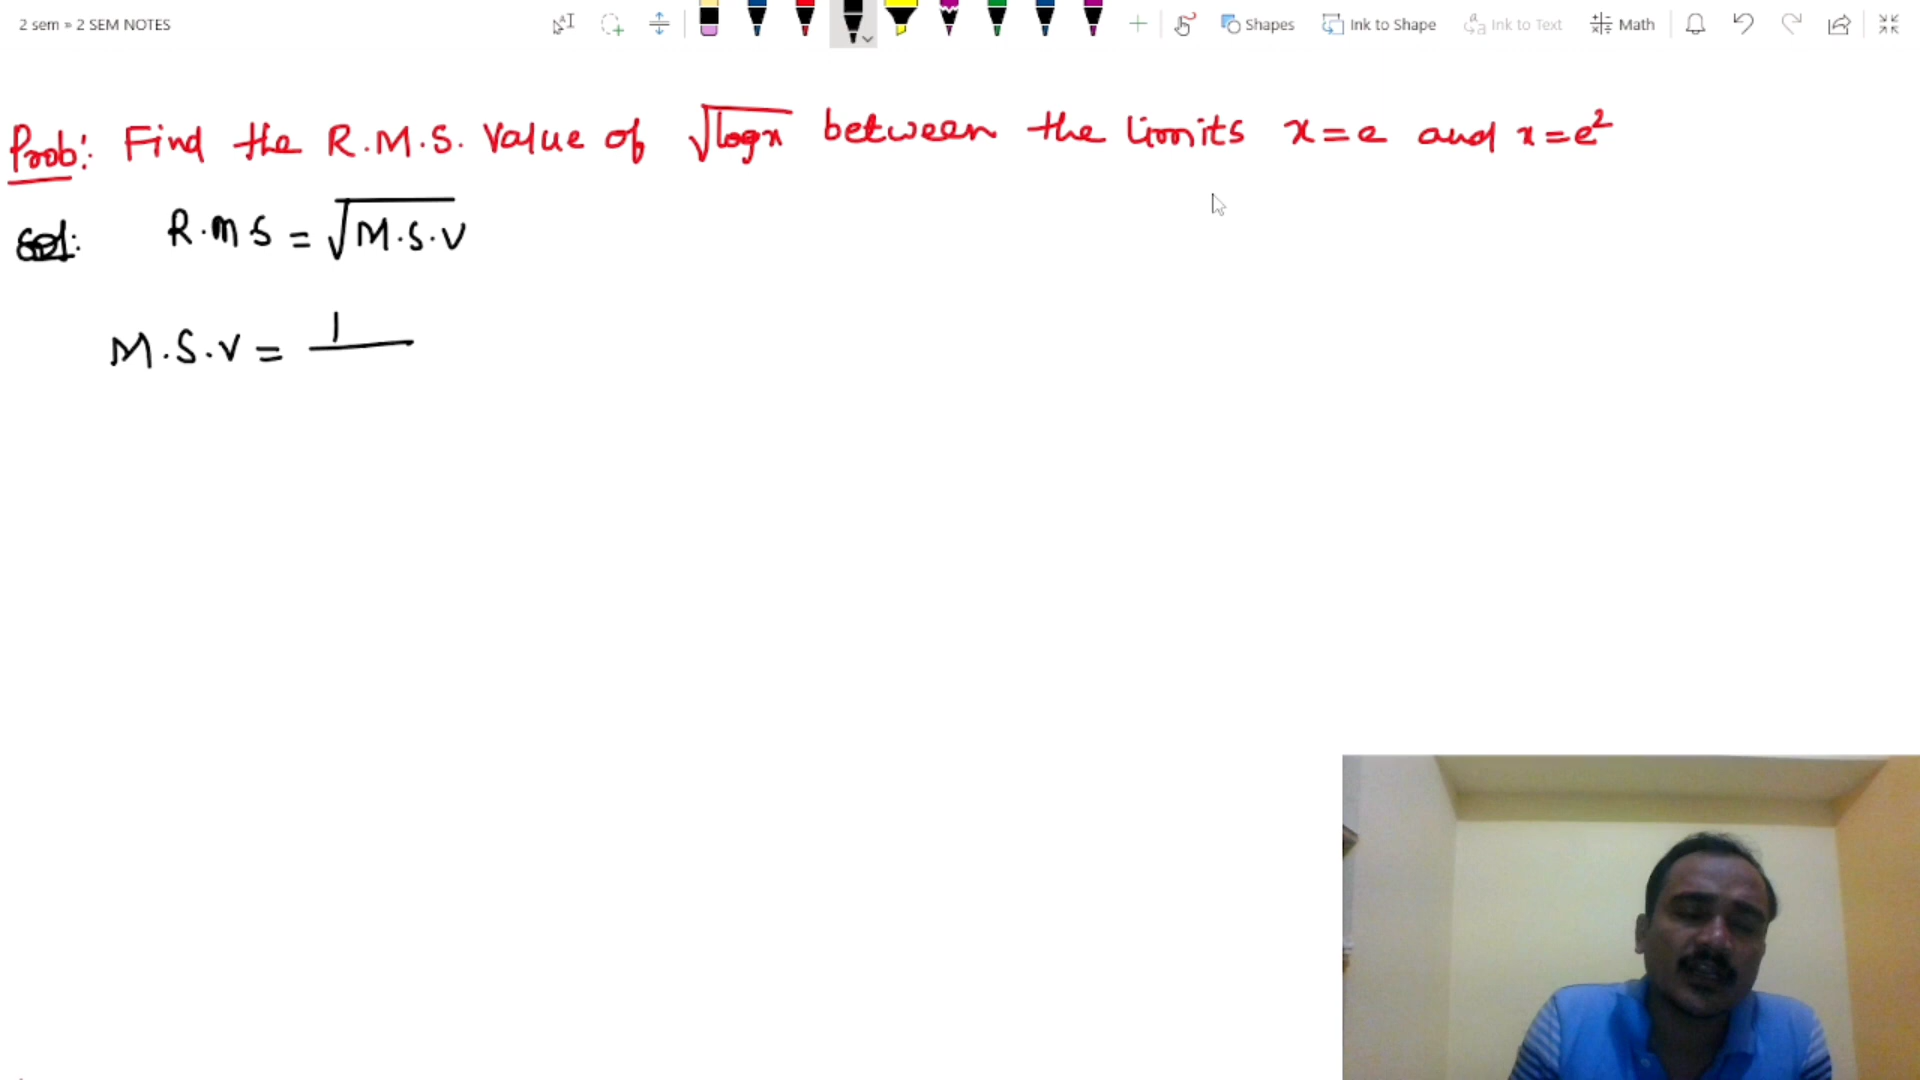 2 sem » 2 SEM NOTES
Shapes Ink to Shape Ink to Text Math
Prob: Find the R.M.S. Value of √logx between the limits x=e and x=e²
Sol: R.M.S = √M.S.V
M.S.V = 1/